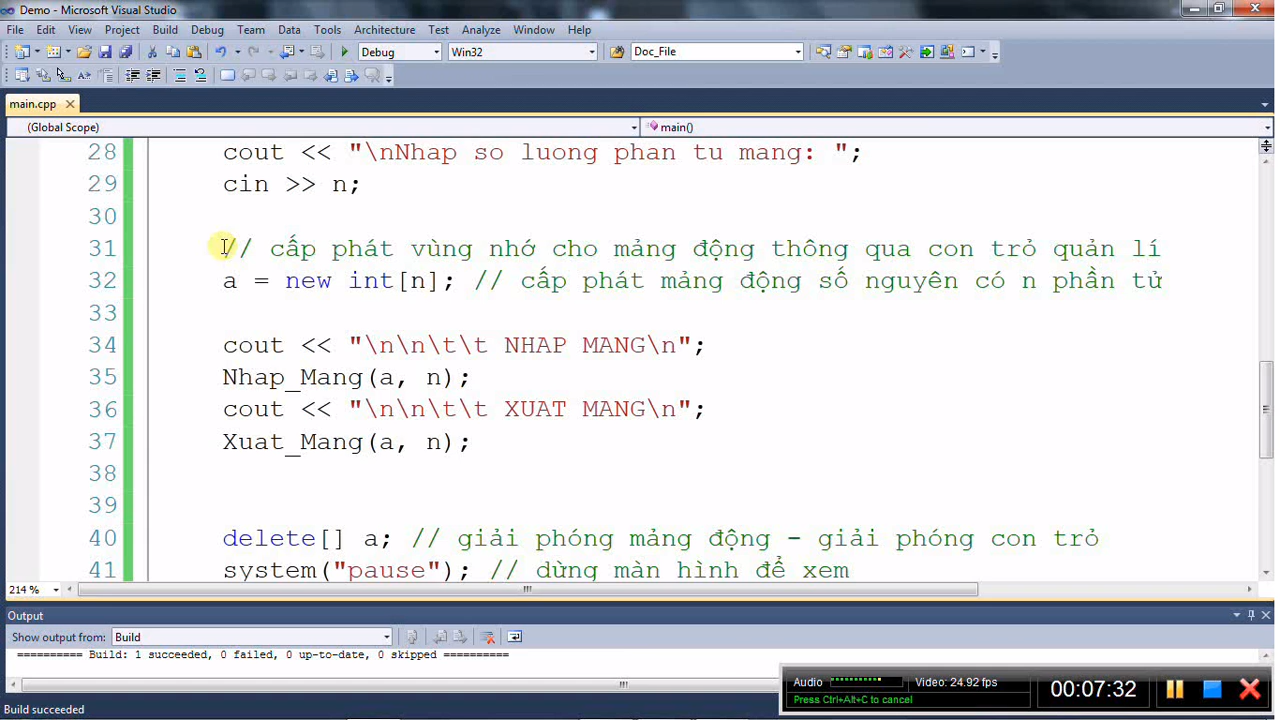 Demo - Microsoft Visual Studio
File Edit View Project Build Debug Team Data Tools Architecture Test Analyze Window Help
Debug Win32 Doc_File
main.cpp
(Global Scope) main()
28 cout << "\nNhap so luong phan tu mang: ";
29 cin >> n;
30
31 // cấp phát vùng nhớ cho mảng động thông qua con trỏ quản lí
32 a = new int[n]; // cấp phát mảng động số nguyên có n phần tử
33
34 cout << "\n\n\t\t NHAP MANG\n";
35 Nhap_Mang(a, n);
36 cout << "\n\n\t\t XUAT MANG\n";
37 Xuat_Mang(a, n);
38
39
40 delete[] a; // giải phóng mảng động - giải phóng con trỏ
41 system("pause"); // dừng màn hình để xem
214 %
Output
Show output from: Build
========== Build: 1 succeeded, 0 failed, 0 up-to-date, 0 skipped ==========
Audio Video: 24.92 fps
Press Ctrl+Alt+C to cancel
00:07:32
Build succeeded